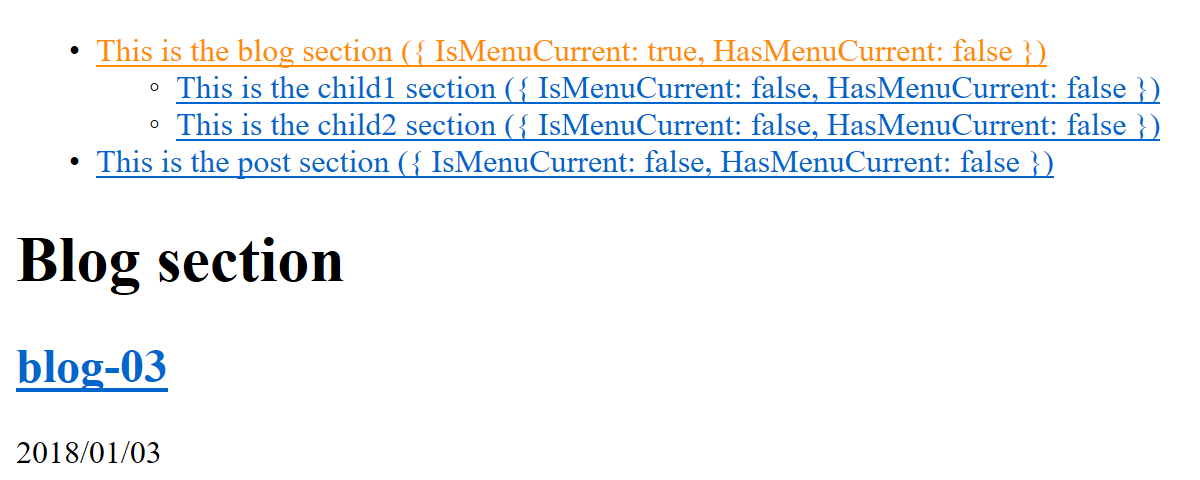 This is the blog section ({ IsMenuCurrent: true, HasMenuCurrent: false })
This is the child1 section ({ IsMenuCurrent: false, HasMenuCurrent: false })
This is the child2 section ({ IsMenuCurrent: false, HasMenuCurrent: false })
This is the post section ({ IsMenuCurrent: false, HasMenuCurrent: false })
Blog section
blog-03
2018/01/03